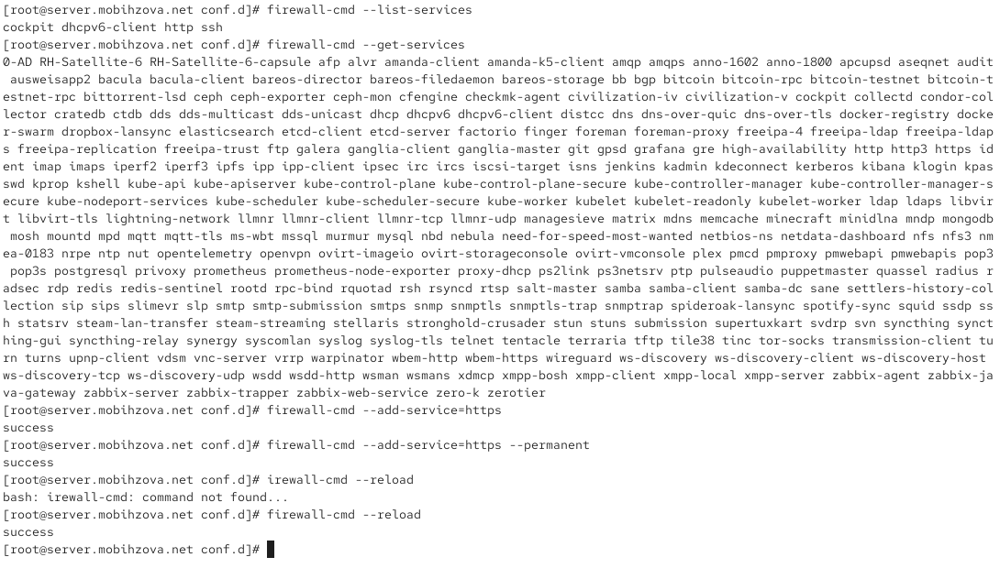 [root@server.mobihzova.net conf.d]# firewall-cmd --list-services
cockpit dhcpv6-client http ssh
[root@server.mobihzova.net conf.d]# firewall-cmd --get-services
0-AD RH-Satellite-6 RH-Satellite-6-capsule afp alvr amanda-client amanda-k5-client amqp amqps anno-1602 anno-1800 apcupsd aseqnet audit
 ausweisapp2 bacula bacula-client bareos-director bareos-filedaemon bareos-storage bb bgp bitcoin bitcoin-rpc bitcoin-testnet bitcoin-t
estnet-rpc bittorrent-lsd ceph ceph-exporter ceph-mon cfengine checkmk-agent civilization-iv civilization-v cockpit collectd condor-col
lector cratedb ctdb dds dds-multicast dds-unicast dhcp dhcpv6 dhcpv6-client distcc dns dns-over-quic dns-over-tls docker-registry docke
r-swarm dropbox-lansync elasticsearch etcd-client etcd-server factorio finger foreman foreman-proxy freeipa-4 freeipa-ldap freeipa-ldap
s freeipa-replication freeipa-trust ftp galera ganglia-client ganglia-master git gpsd grafana gre high-availability http http3 https id
ent imap imaps iperf2 iperf3 ipfs ipp ipp-client ipsec irc ircs iscsi-target isns jenkins kadmin kdeconnect kerberos kibana klogin kpas
swd kprop kshell kube-api kube-apiserver kube-control-plane kube-control-plane-secure kube-controller-manager kube-controller-manager-s
ecure kube-nodeport-services kube-scheduler kube-scheduler-secure kube-worker kubelet kubelet-readonly kubelet-worker ldap ldaps libvir
t libvirt-tls lightning-network llmnr llmnr-client llmnr-tcp llmnr-udp managesieve matrix mdns memcache minecraft minidlna mndp mongodb
 mosh mountd mpd mqtt mqtt-tls ms-wbt mssql murmur mysql nbd nebula need-for-speed-most-wanted netbios-ns netdata-dashboard nfs nfs3 nm
ea-0183 nrpe ntp nut opentelemetry openvpn ovirt-imageio ovirt-storageconsole ovirt-vmconsole plex pmcd pmproxy pmwebapi pmwebapis pop3
 pop3s postgresql privoxy prometheus prometheus-node-exporter proxy-dhcp ps2link ps3netsrv ptp pulseaudio puppetmaster quassel radius r
adsec rdp redis redis-sentinel rootd rpc-bind rquotad rsh rsyncd rtsp salt-master samba samba-client samba-dc sane settlers-history-col
lection sip sips slimevr slp smtp smtp-submission smtps snmp snmptls snmptls-trap snmptrap spideroak-lansync spotify-sync squid ssdp ss
h statsrv steam-lan-transfer steam-streaming stellaris stronghold-crusader stun stuns submission supertuxkart svdrp svn syncthing synct
hing-gui syncthing-relay synergy syscomlan syslog syslog-tls telnet tentacle terraria tftp tile38 tinc tor-socks transmission-client tu
rn turns upnp-client vdsm vnc-server vrrp warpinator wbem-http wbem-https wireguard ws-discovery ws-discovery-client ws-discovery-host
ws-discovery-tcp ws-discovery-udp wsdd wsdd-http wsman wsmans xdmcp xmpp-bosh xmpp-client xmpp-local xmpp-server zabbix-agent zabbix-ja
va-gateway zabbix-server zabbix-trapper zabbix-web-service zero-k zerotier
[root@server.mobihzova.net conf.d]# firewall-cmd --add-service=https
success
[root@server.mobihzova.net conf.d]# firewall-cmd --add-service=https --permanent
success
[root@server.mobihzova.net conf.d]# irewall-cmd --reload
bash: irewall-cmd: command not found...
[root@server.mobihzova.net conf.d]# firewall-cmd --reload
success
[root@server.mobihzova.net conf.d]#